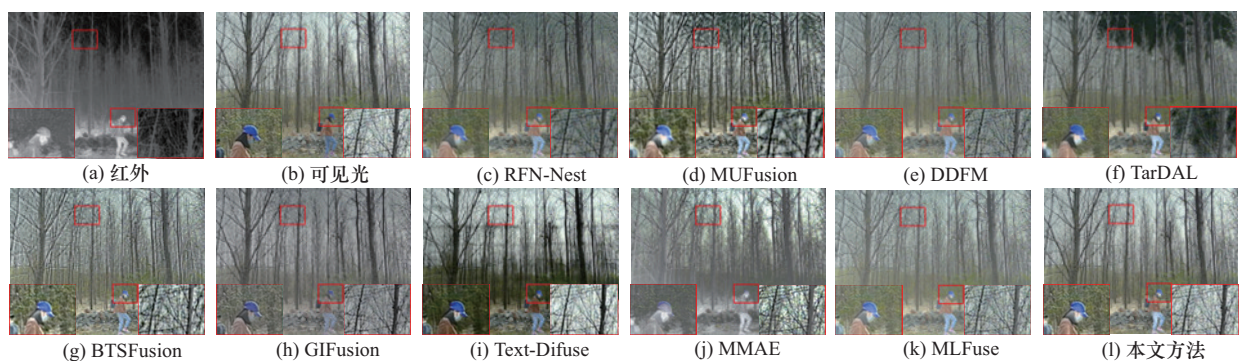 (a) 红外
(b) 可见光
(c) RFN-Nest
(d) MUFusion
(e) DDFM
(f) TarDAL
(g) BTSFusion
(h) GIFusion
(i) Text-Difuse
(j) MMAE
(k) MLFuse
(l) 本文方法